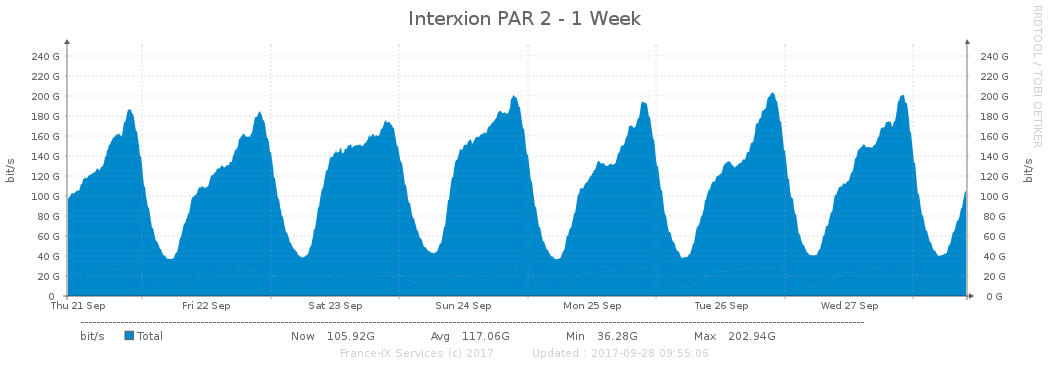 Interxion PAR 2 - 1 Week
RRDTOOL / TOBI OETIKER
bit/s
240 G
220 G
200 G
180 G
160 G
140 G
120 G
100 G
80 G
60 G
40 G
20 G
0
240 G
220 G
200 G
180 G
160 G
140 G
120 G
100 G
80 G
60 G
40 G
20 G
0 G
bit/s
Thu 21 Sep Fri 22 Sep Sat 23 Sep Sun 24 Sep Mon 25 Sep Tue 26 Sep Wed 27 Sep
bit/s Total Now 105.92G Avg 117.06G Min 36.28G Max 202.94G
France-IX Services (c) 2017 Updated : 2017-09-28 09:55:06